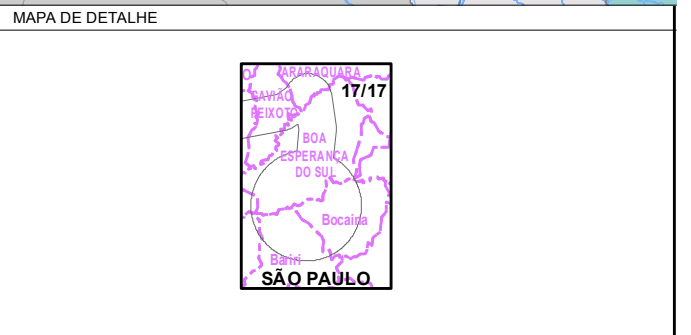 MAPA DE DETALHE
ARARAQUARA
17/17
GAVIÃO
PEIXOTO
BOA
ESPERANÇA
DO SUL
Bocaina
Bariri
SÃO PAULO